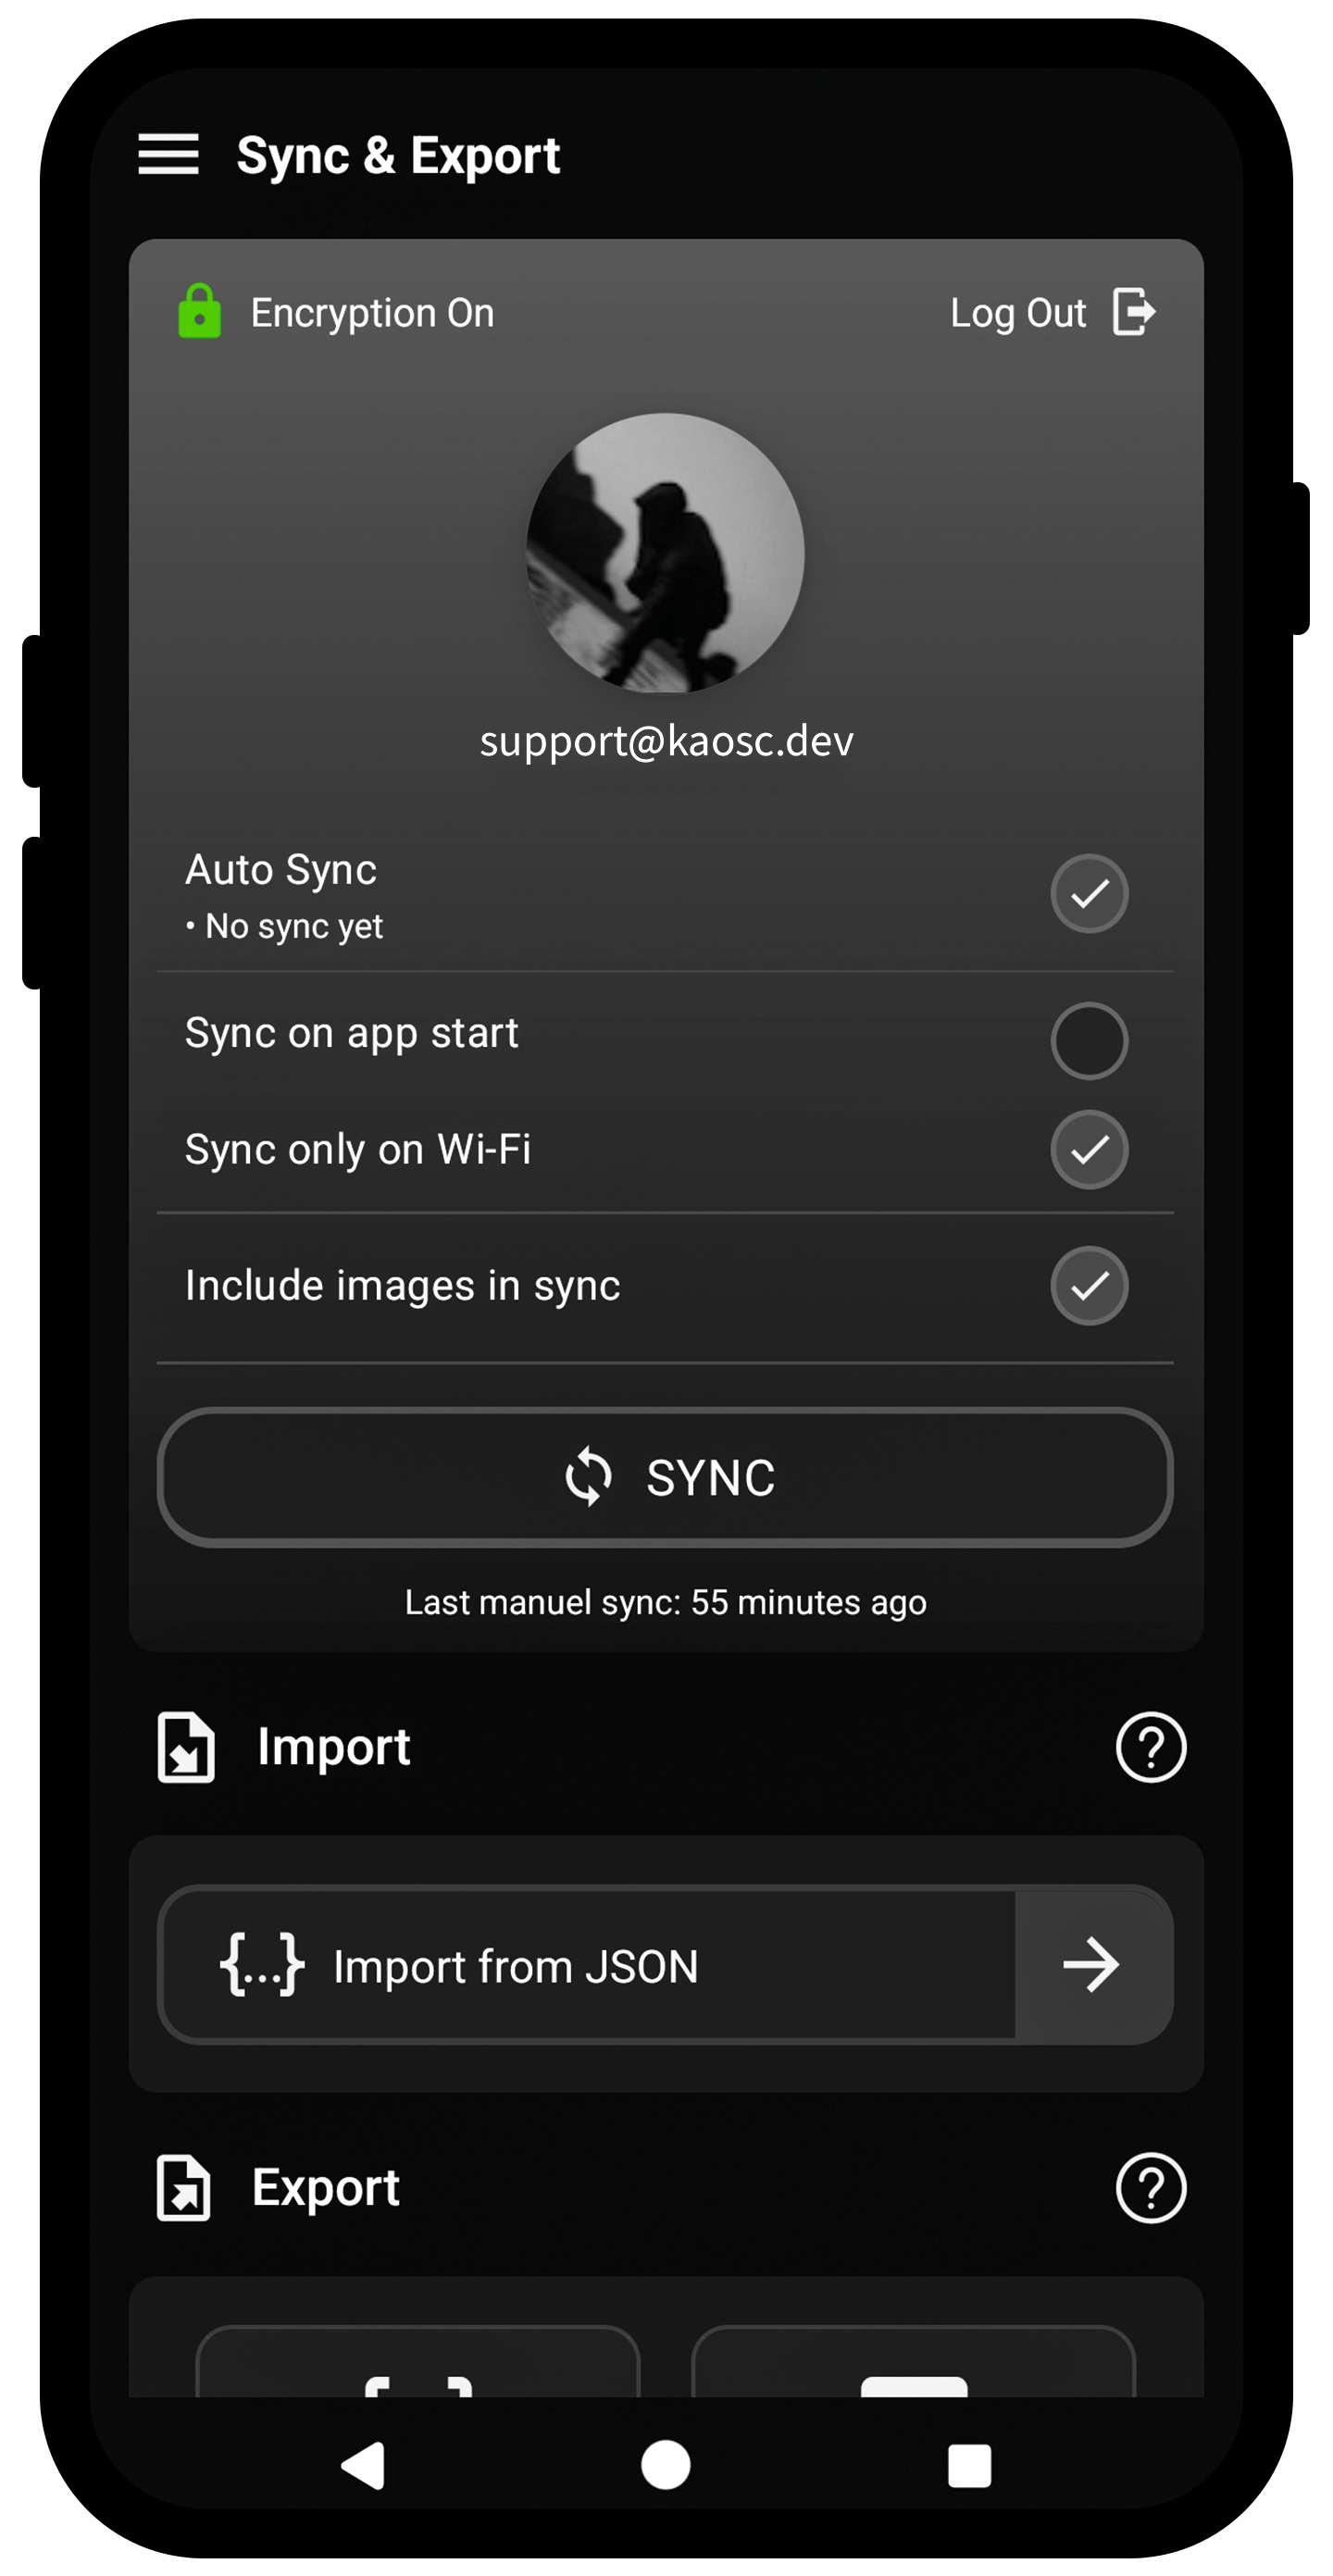 Sync & Export
Encryption On
Log Out
support@kaosc.dev
Auto Sync
• No sync yet
Sync on app start
Sync only on Wi-Fi
Include images in sync
SYNC
Last manuel sync: 55 minutes ago
Import
{...} Import from JSON
Export